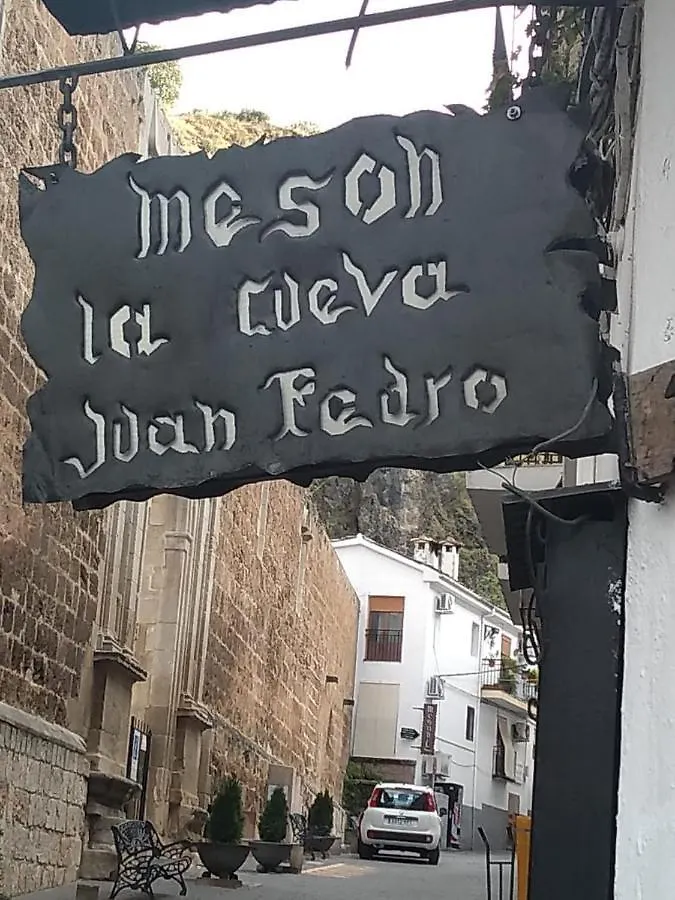 meson
la cueva
Juan Pedro